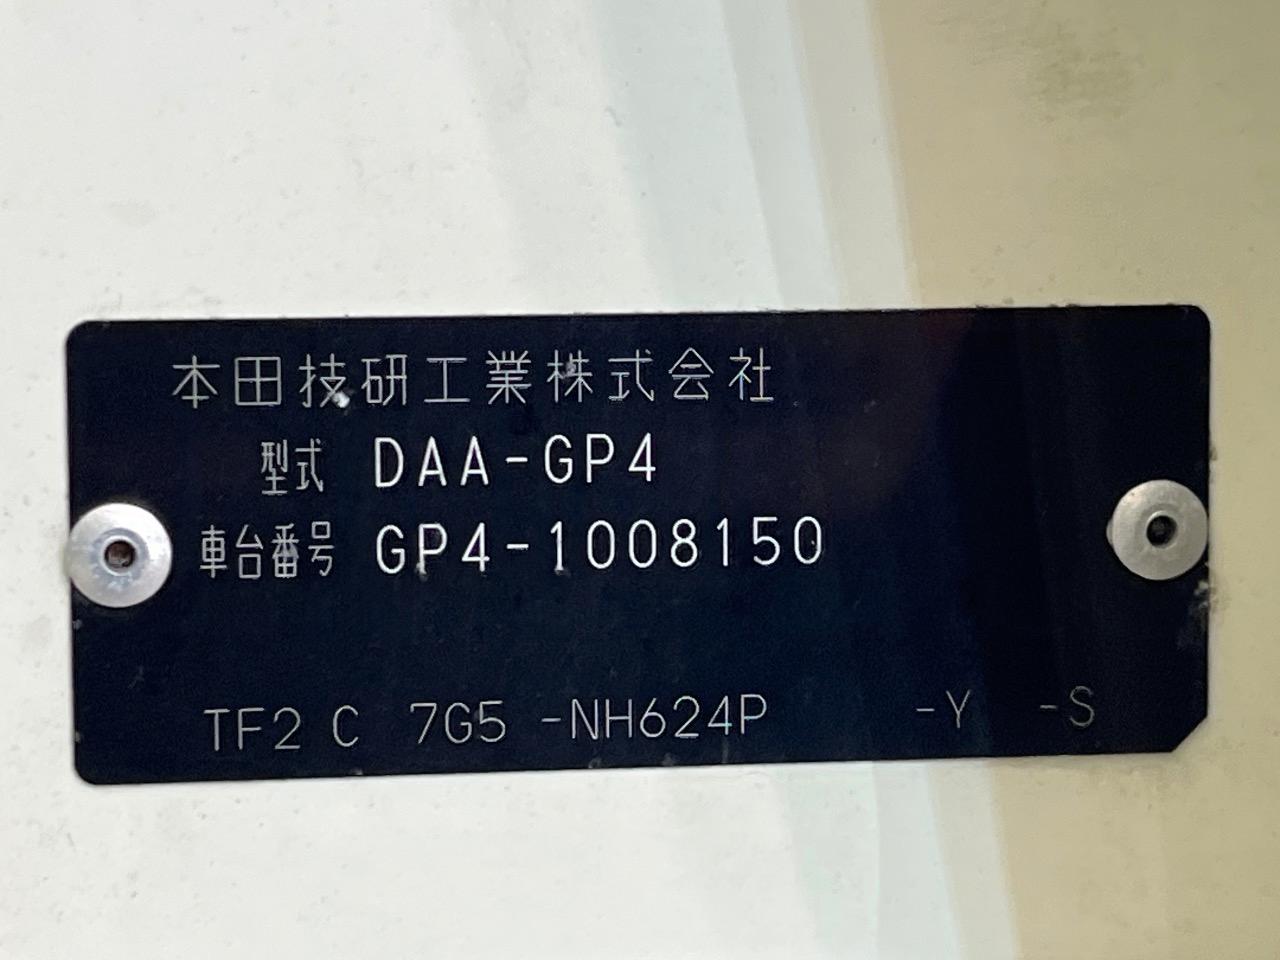 本田技研工業株式会社
型式 DAA-GP4
車台番号 GP4-1008150
TF2 C 7G5 -NH624P -Y -S